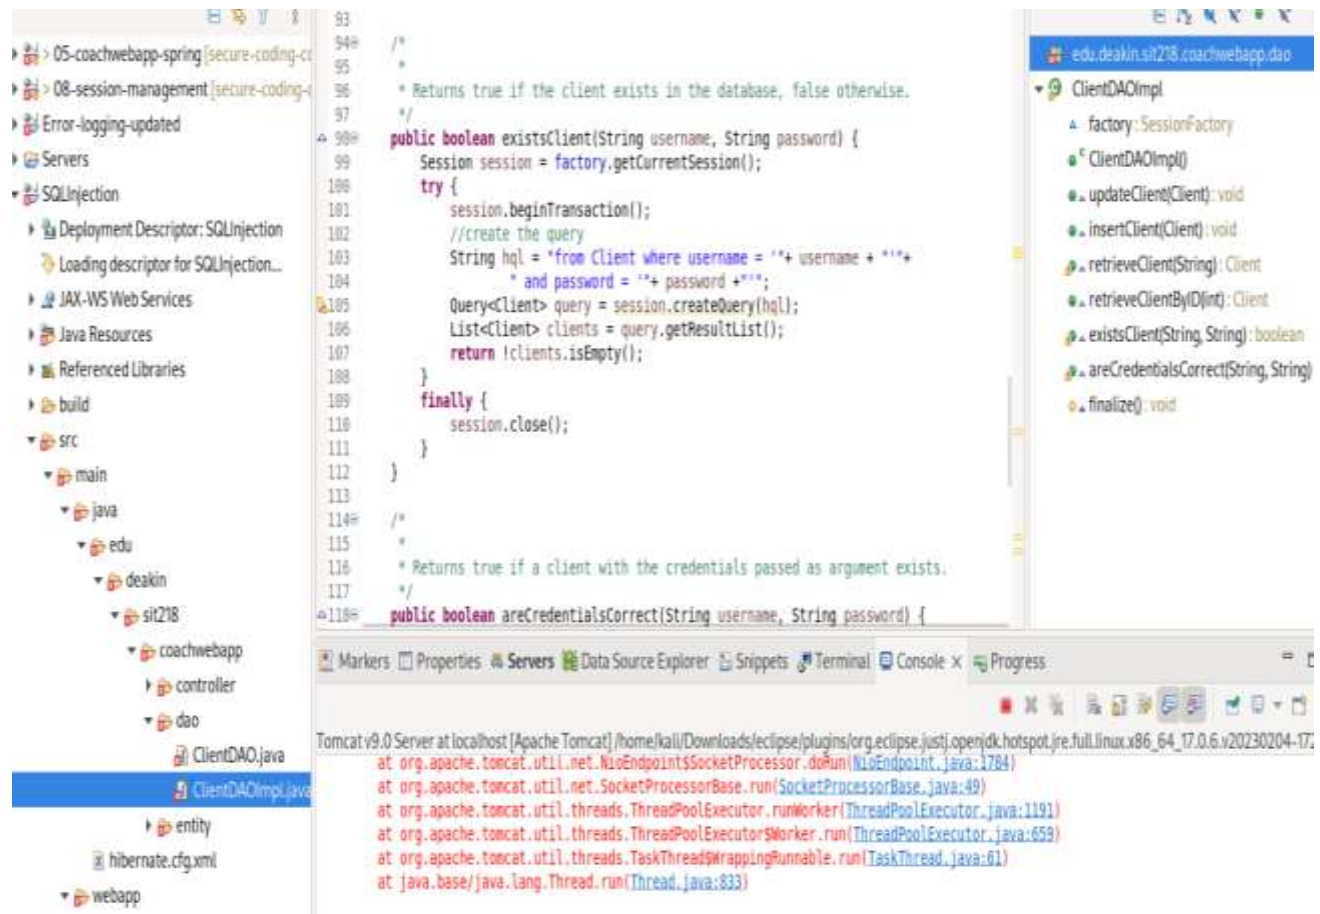 > 05-coachwebapp-spring [secure-coding-co
> 08-session-management [secure-coding-
Error-logging-updated
Servers
SQLInjection
Deployment Descriptor: SQLInjection
Loading descriptor for SQLInjection...
JAX-WS Web Services
Java Resources
Referenced Libraries
build
src
main
java
edu
deakin
sit218
coachwebapp
controller
dao
ClientDAO.java
ClientDAOImpl.java
entity
hibernate.cfg.xml
webapp
93
94 /*
95 *
96 * Returns true if the client exists in the database, false otherwise.
97 */
98 public boolean existsClient(String username, String password) {
99 Session session = factory.getCurrentSession();
100 try {
101 session.beginTransaction();
102 //create the query
103 String hql = "from Client where username = '"+ username + "'"+
104 " and password = '"+ password +"'";
105 Query<Client> query = session.createQuery(hql);
106 List<Client> clients = query.getResultList();
107 return !clients.isEmpty();
108 }
109 finally {
110 session.close();
111 }
112 }
113
114 /*
115 *
116 * Returns true if a client with the credentials passed as argument exists.
117 */
118 public boolean areCredentialsCorrect(String username, String password) {
edu.deakin.sit218.coachwebapp.dao
ClientDAOImpl
factory : SessionFactory
ClientDAOImpl()
updateClient(Client) : void
insertClient(Client) : void
retrieveClient(String) : Client
retrieveClientByID(int) : Client
existsClient(String, String) : boolean
areCredentialsCorrect(String, String)
finalize() : void
Markers Properties Servers Data Source Explorer Snippets Terminal Console × Progress
Tomcat v9.0 Server at localhost [Apache Tomcat] /home/kali/Downloads/eclipse/plugins/org.eclipse.justj.openjdk.hotspot.jre.full.linux.x86_64_17.0.6.v20230204-172
at org.apache.tomcat.util.net.NioEndpoint$SocketProcessor.doRun(NioEndpoint.java:1784)
at org.apache.tomcat.util.net.SocketProcessorBase.run(SocketProcessorBase.java:49)
at org.apache.tomcat.util.threads.ThreadPoolExecutor.runWorker(ThreadPoolExecutor.java:1191)
at org.apache.tomcat.util.threads.ThreadPoolExecutor$Worker.run(ThreadPoolExecutor.java:659)
at org.apache.tomcat.util.threads.TaskThread$WrappingRunnable.run(TaskThread.java:61)
at java.base/java.lang.Thread.run(Thread.java:833)